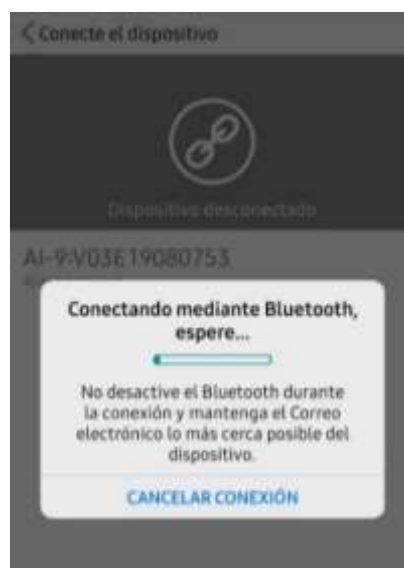 Conecte el dispositivo
Dispositivo desconectado
AI-9:V03E19080753
Conectando mediante Bluetooth,
espere...
No desactive el Bluetooth durante
la conexión y mantenga el Correo
electrónico lo más cerca posible del
dispositivo.
CANCELAR CONEXIÓN